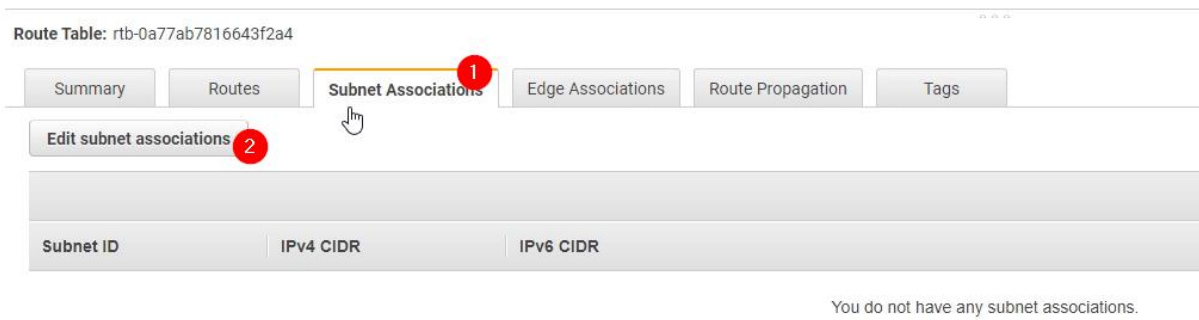 Route Table: rtb-0a77ab7816643f2a4
1
Summary Routes Subnet Associations Edge Associations Route Propagation Tags
Edit subnet associations 2
Subnet ID IPv4 CIDR IPv6 CIDR
You do not have any subnet associations.